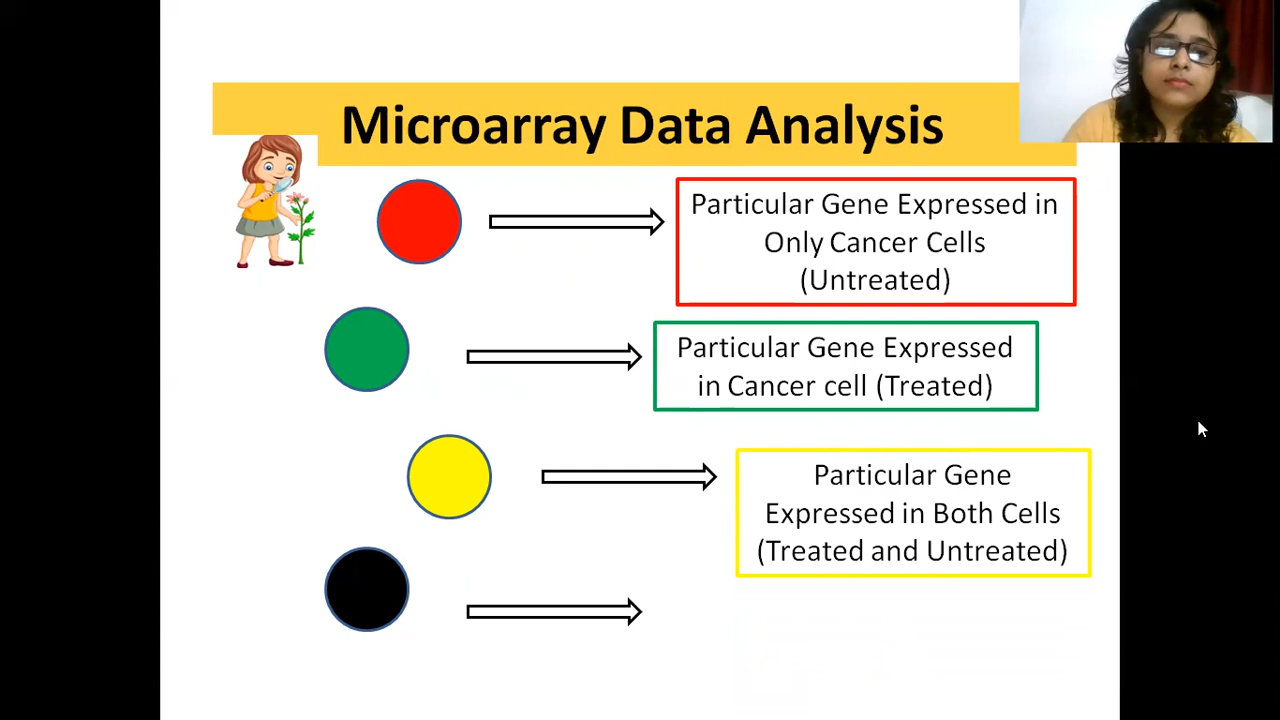 Microarray Data Analysis
Particular Gene Expressed in
Only Cancer Cells
(Untreated)
Particular Gene Expressed
in Cancer cell (Treated)
Particular Gene
Expressed in Both Cells
(Treated and Untreated)